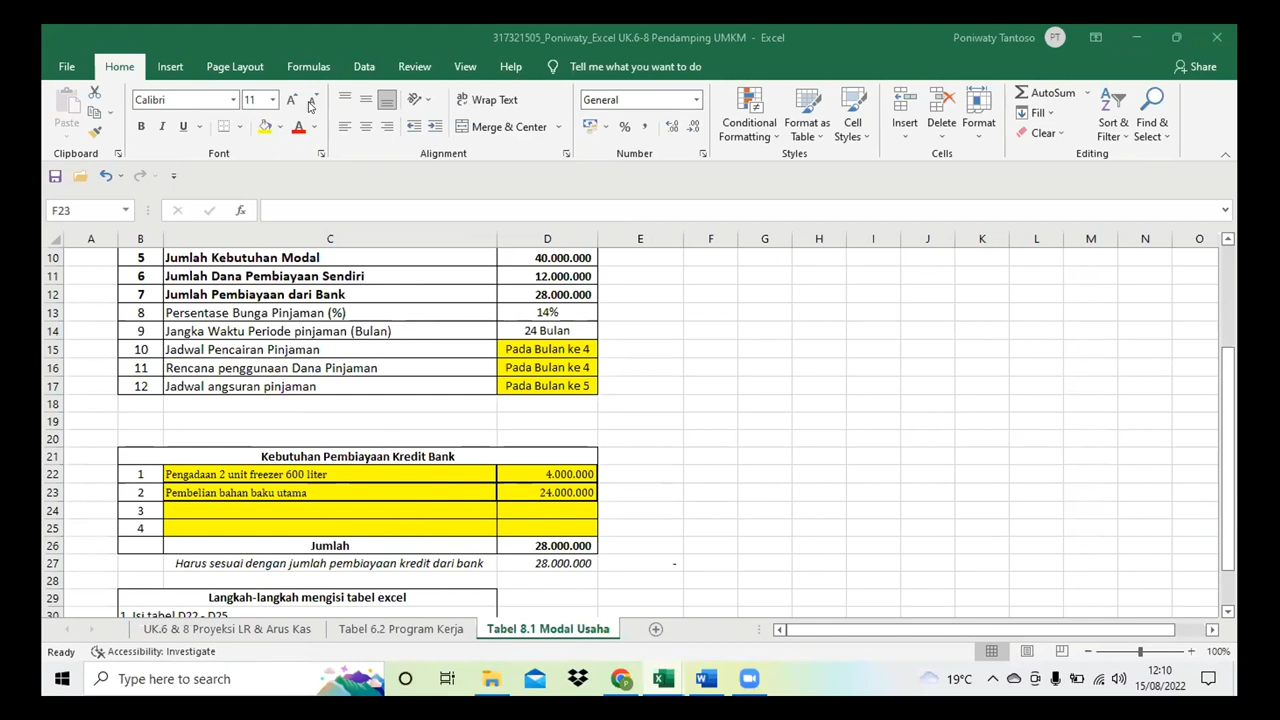 317321505_Poniwaty_Excel UK.6-8 Pendamping UMKM - Excel
Poniwaty Tantoso PT
File Home Insert Page Layout Formulas Data Review View Help Tell me what you want to do Share
Paste Calibri 11 Wrap Text General Conditional Formatting Format as Table Cell Styles Insert Delete Format AutoSum Fill Clear Sort & Filter Find & Select
B I U Merge & Center %
Clipboard Font Alignment Number Styles Cells Editing
F23 fx
A B C D E F G H I J K L M N O
10 5 Jumlah Kebutuhan Modal 40.000.000
11 6 Jumlah Dana Pembiayaan Sendiri 12.000.000
12 7 Jumlah Pembiayaan dari Bank 28.000.000
13 8 Persentase Bunga Pinjaman (%) 14%
14 9 Jangka Waktu Periode pinjaman (Bulan) 24 Bulan
15 10 Jadwal Pencairan Pinjaman Pada Bulan ke 4
16 11 Rencana penggunaan Dana Pinjaman Pada Bulan ke 4
17 12 Jadwal angsuran pinjaman Pada Bulan ke 5
18
19
20
21 Kebutuhan Pembiayaan Kredit Bank
22 1 Pengadaan 2 unit freezer 600 liter 4.000.000
23 2 Pembelian bahan baku utama 24.000.000
24 3
25 4
26 Jumlah 28.000.000
27 Harus sesuai dengan jumlah pembiayaan kredit dari bank 28.000.000 -
28
29 Langkah-langkah mengisi tabel excel
30 1. Isi tabel D22 - D25
UK.6 & 8 Proyeksi LR & Arus Kas Tabel 6.2 Program Kerja Tabel 8.1 Modal Usaha
Ready Accessibility: Investigate 100%
Type here to search 19°C 12:10
15/08/2022